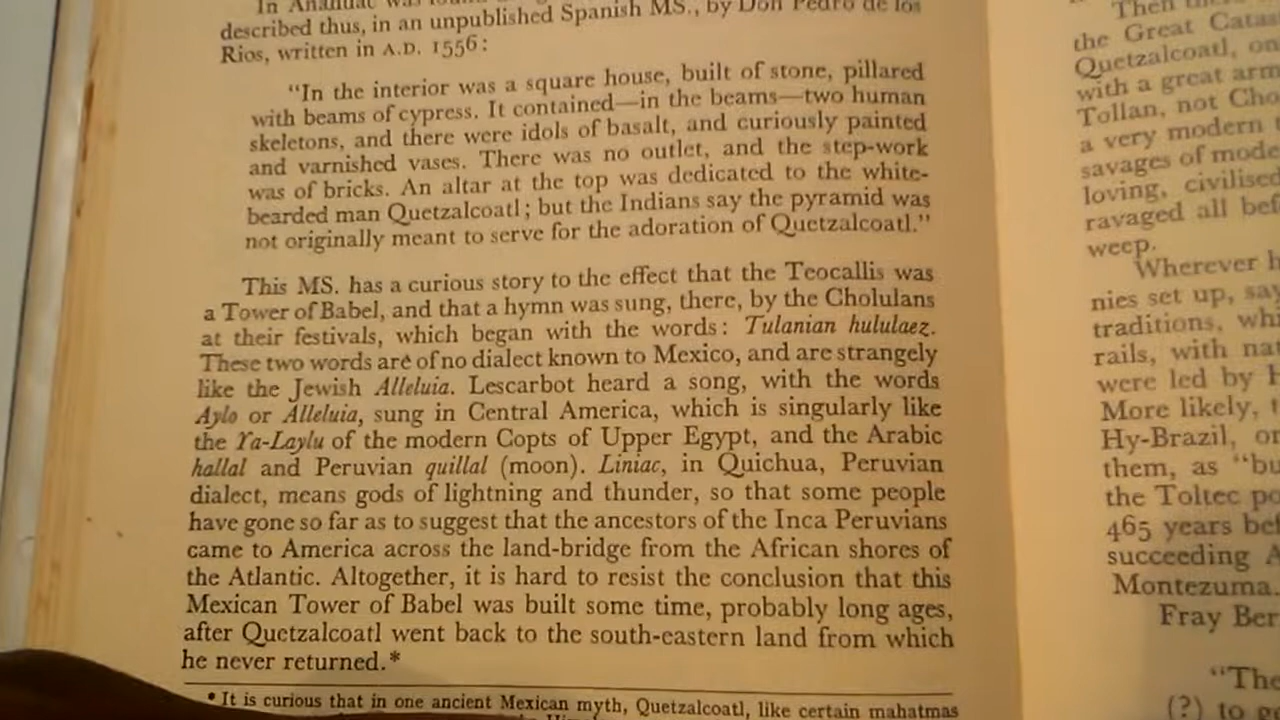 In Anahuac was
described thus, in an unpublished Spanish MS., by Don Pedro de los
Rios, written in A.D. 1556:
"In the interior was a square house, built of stone, pillared
with beams of cypress. It contained—in the beams—two human
skeletons, and there were idols of basalt, and curiously painted
and varnished vases. There was no outlet, and the step-work
was of bricks. An altar at the top was dedicated to the white-
bearded man Quetzalcoatl; but the Indians say the pyramid was
not originally meant to serve for the adoration of Quetzalcoatl."
This MS. has a curious story to the effect that the Teocallis was
a Tower of Babel, and that a hymn was sung, there, by the Cholulans
at their festivals, which began with the words: Tulanian hululaez.
These two words are of no dialect known to Mexico, and are strangely
like the Jewish Alleluia. Lescarbot heard a song, with the words
Aylo or Alleluia, sung in Central America, which is singularly like
the Ya-Laylu of the modern Copts of Upper Egypt, and the Arabic
hallal and Peruvian quillal (moon). Liniac, in Quichua, Peruvian
dialect, means gods of lightning and thunder, so that some people
have gone so far as to suggest that the ancestors of the Inca Peruvians
came to America across the land-bridge from the African shores of
the Atlantic. Altogether, it is hard to resist the conclusion that this
Mexican Tower of Babel was built some time, probably long ages,
after Quetzalcoatl went back to the south-eastern land from which
he never returned.*
* It is curious that in one ancient Mexican myth, Quetzalcoatl, like certain mahatmas
Then
the Great Cata
Quetzalcoatl, on
with a great arm
Tollan, not Cho
a very modern
savages of mode
loving, civilised
ravaged all bef
weep.
Wherever h
nies set up, say
traditions, whi
rails, with nat
were led by H
More likely, t
Hy-Brazil, or
them, as "bu
the Toltec po
465 years bef
succeeding A
Montezuma.
Fray Ber
"The
(?) to g